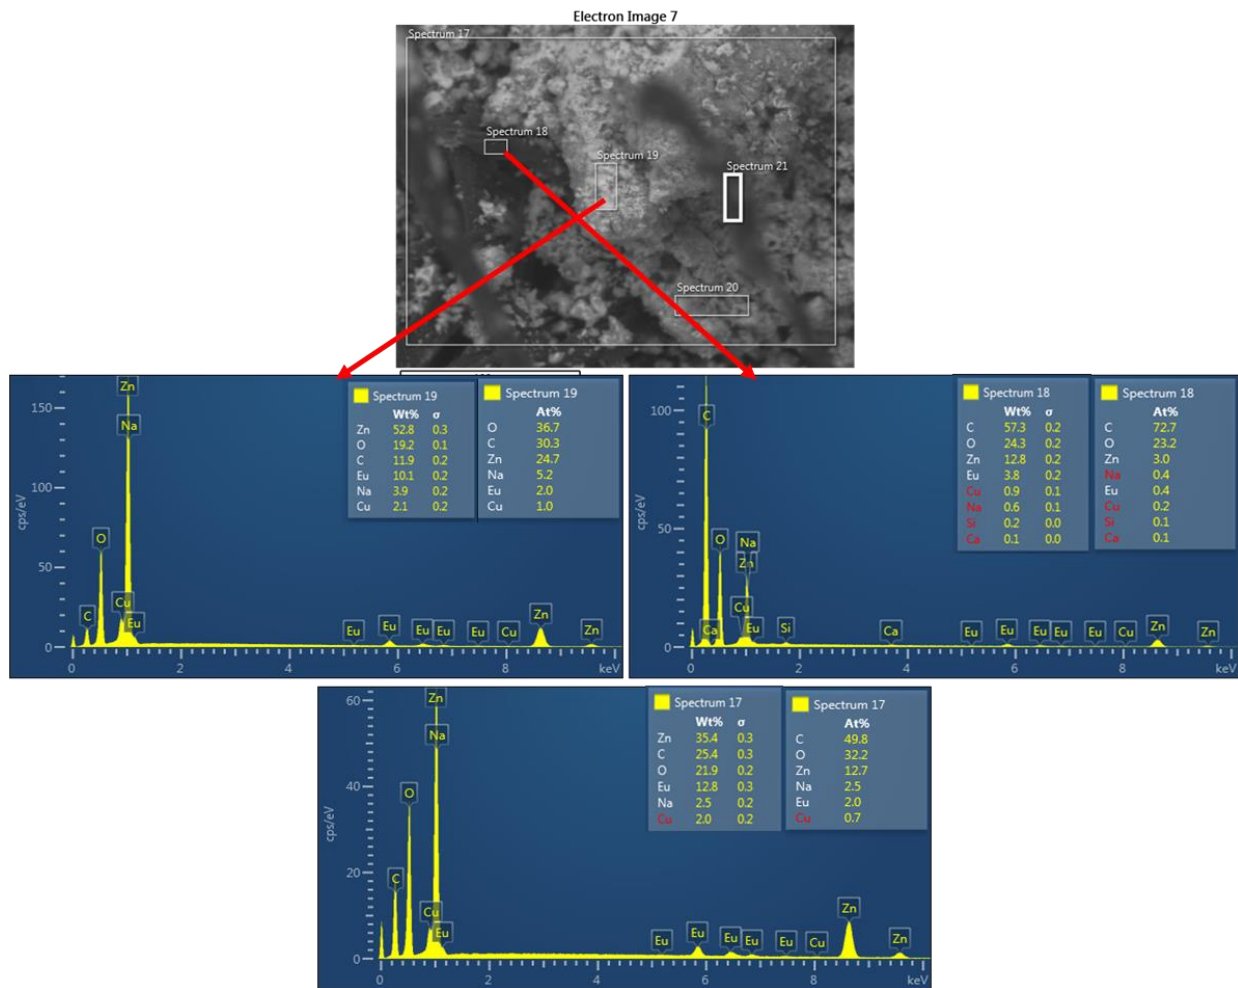 Electron Image 7
Spectrum 17
Spectrum 18
Spectrum 19
Spectrum 21
Spectrum 20
Spectrum 19
Wt% σ
Zn 52.8 0.3
O 19.2 0.1
C 11.9 0.2
Eu 10.1 0.2
Na 3.9 0.2
Cu 2.1 0.2
Spectrum 19
At%
O 36.7
C 30.3
Zn 24.7
Na 5.2
Eu 2.0
Cu 1.0
cps/eV
150
100
50
0
Zn
Na
O
Cu
C
Eu
Eu
Eu
Eu
Eu
Eu
Cu
Zn
Zn
0 2 4 6 8 keV
Spectrum 18
Wt% σ
C 57.3 0.2
O 24.3 0.2
Zn 12.8 0.2
Eu 3.8 0.2
Cu 0.9 0.1
Na 0.6 0.1
Si 0.2 0.0
Ca 0.1 0.0
Spectrum 18
At%
C 72.7
O 23.2
Zn 3.0
Na 0.4
Eu 0.4
Cu 0.2
Si 0.1
Ca 0.1
cps/eV
100
50
0
C
O
Na
Zn
Cu
Ca
Eu
Si
Ca
Eu
Eu
Eu
Eu
Eu
Cu
Zn
Zn
0 2 4 6 8 keV
Spectrum 17
Wt% σ
Zn 35.4 0.3
C 25.4 0.3
O 21.9 0.2
Eu 12.8 0.3
Na 2.5 0.2
Cu 2.0 0.2
Spectrum 17
At%
C 49.8
O 32.2
Zn 12.7
Na 2.5
Eu 2.0
Cu 0.7
cps/eV
60
40
20
0
Zn
Na
O
C
Cu
Eu
Eu
Eu
Eu
Eu
Eu
Cu
Zn
Zn
0 2 4 6 8 keV